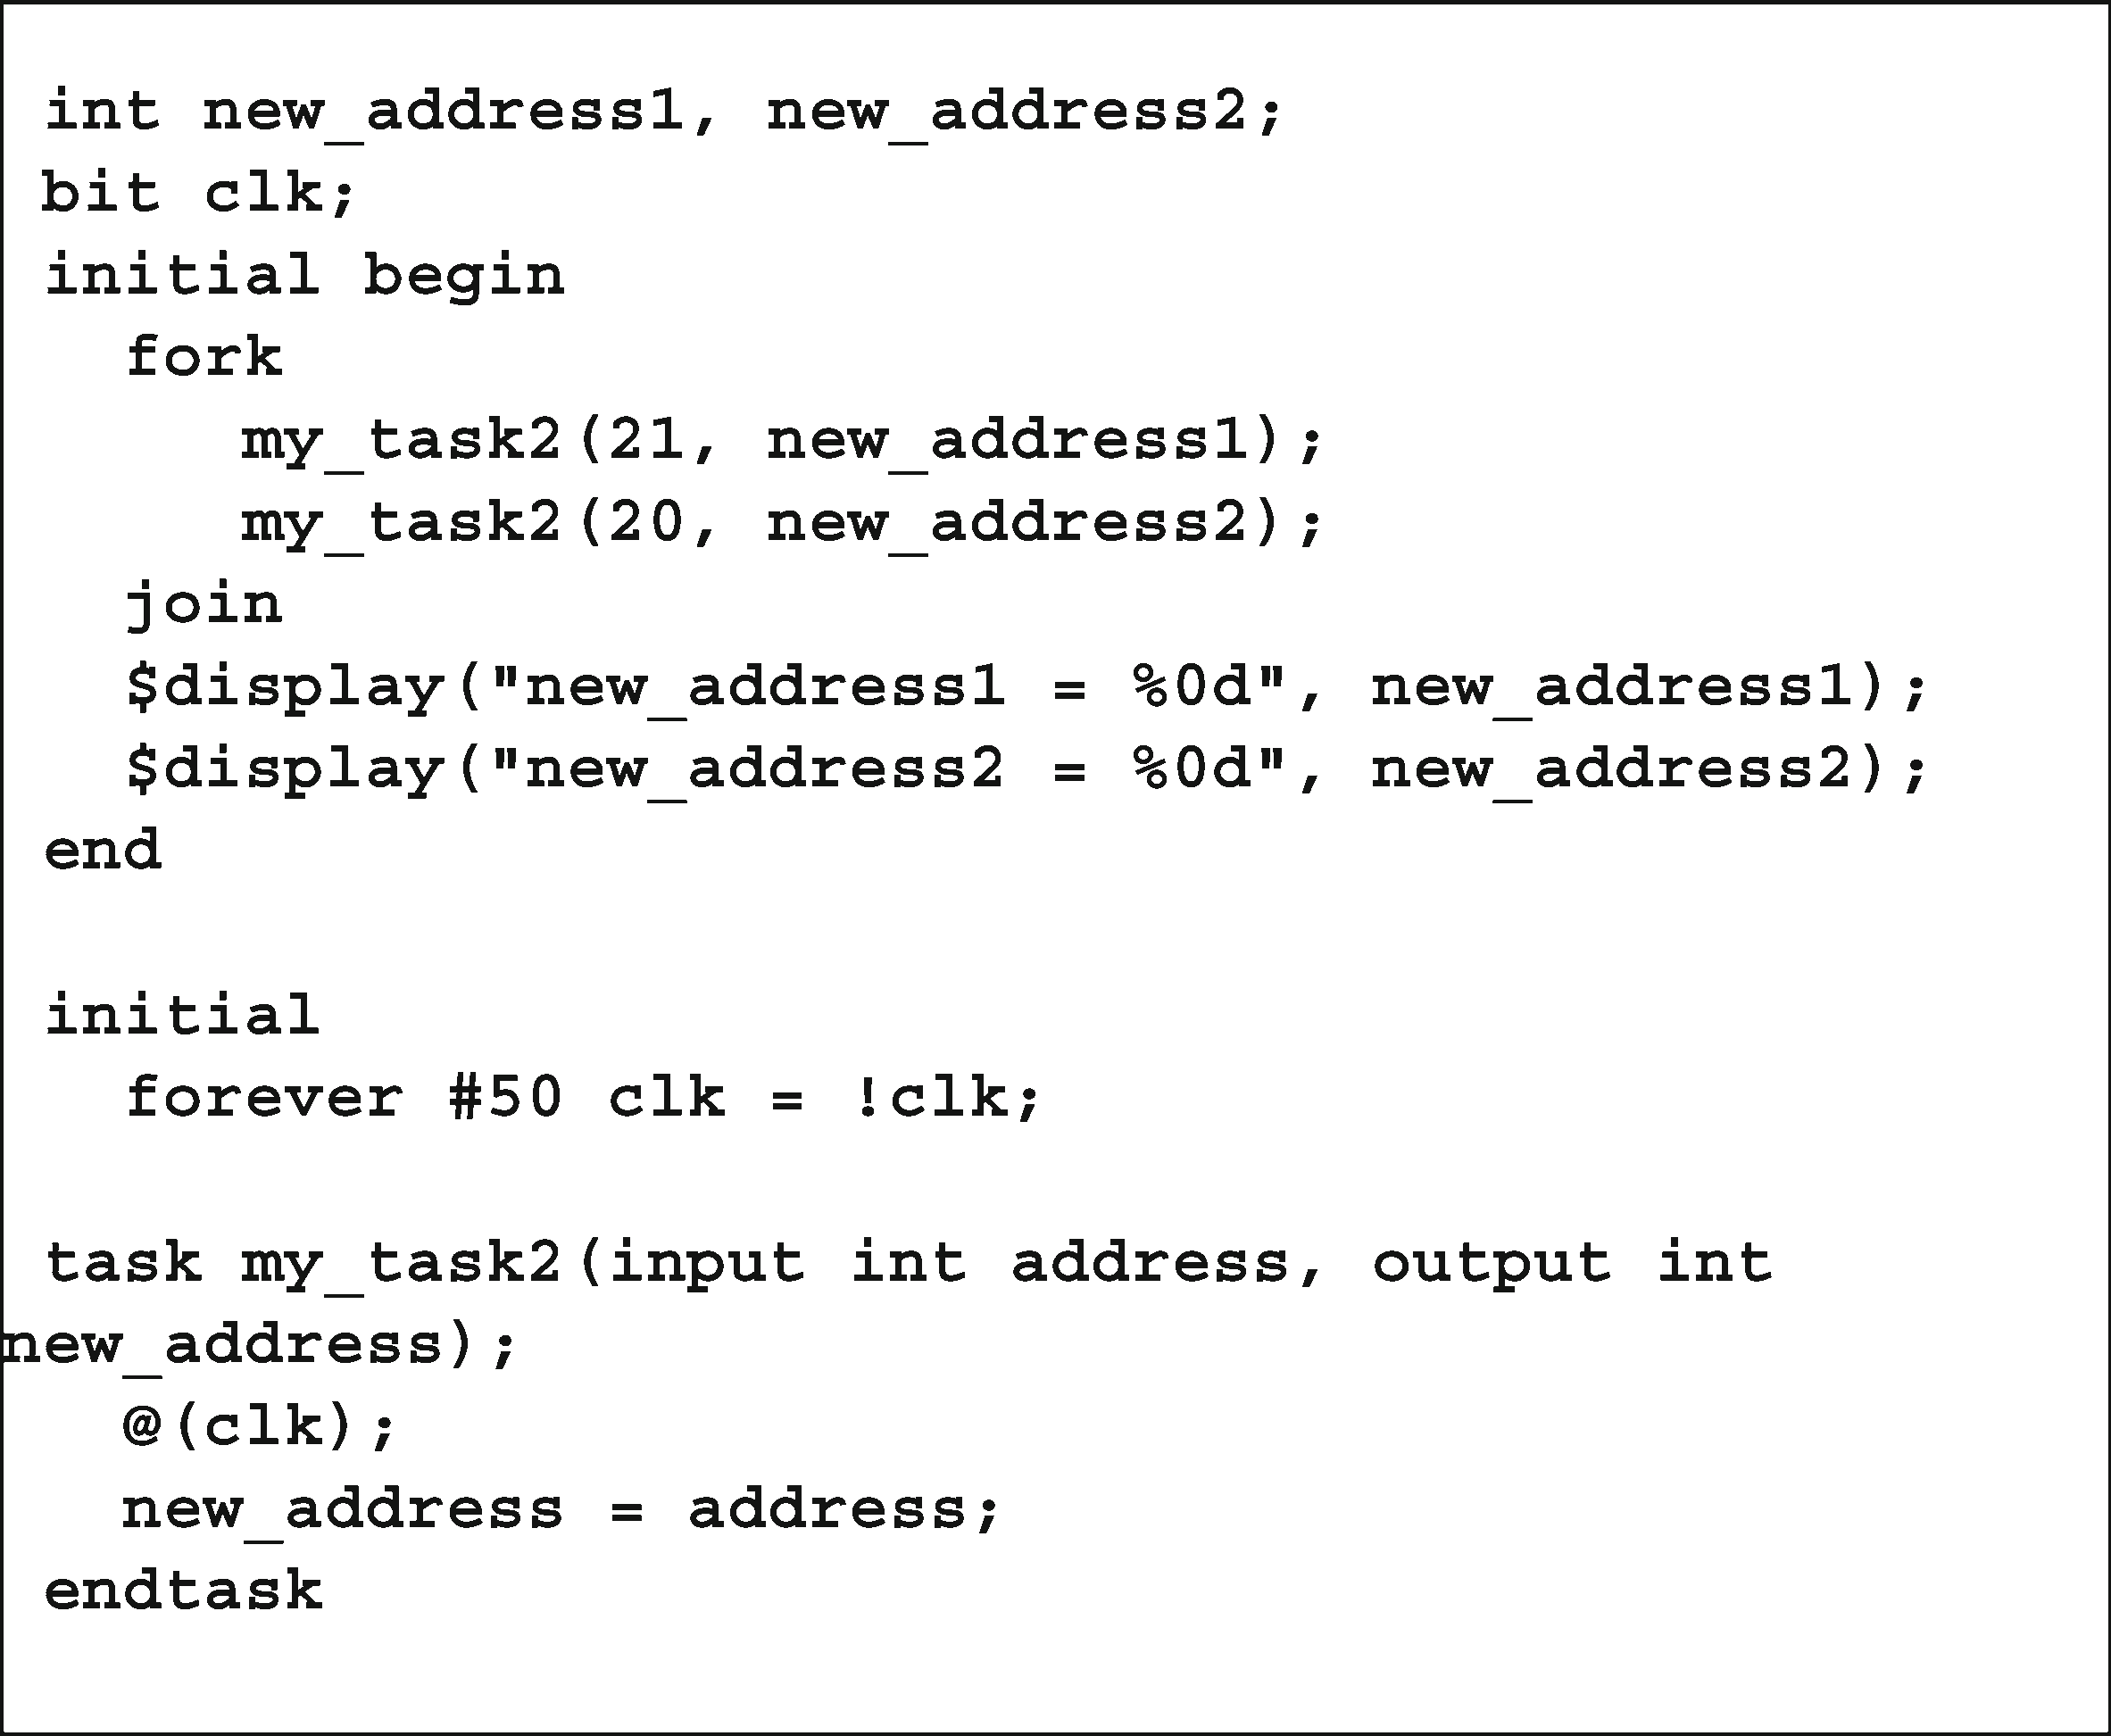 int new_address1, new_address2;
bit clk;
initial begin
  fork
     my_task2(21, new_address1);
     my_task2(20, new_address2);
  join
  $display("new_address1 = %0d", new_address1);
  $display("new_address2 = %0d", new_address2);
end

initial
  forever #50 clk = !clk;

task my_task2(input int address, output int
new_address);
  @(clk);
  new_address = address;
endtask